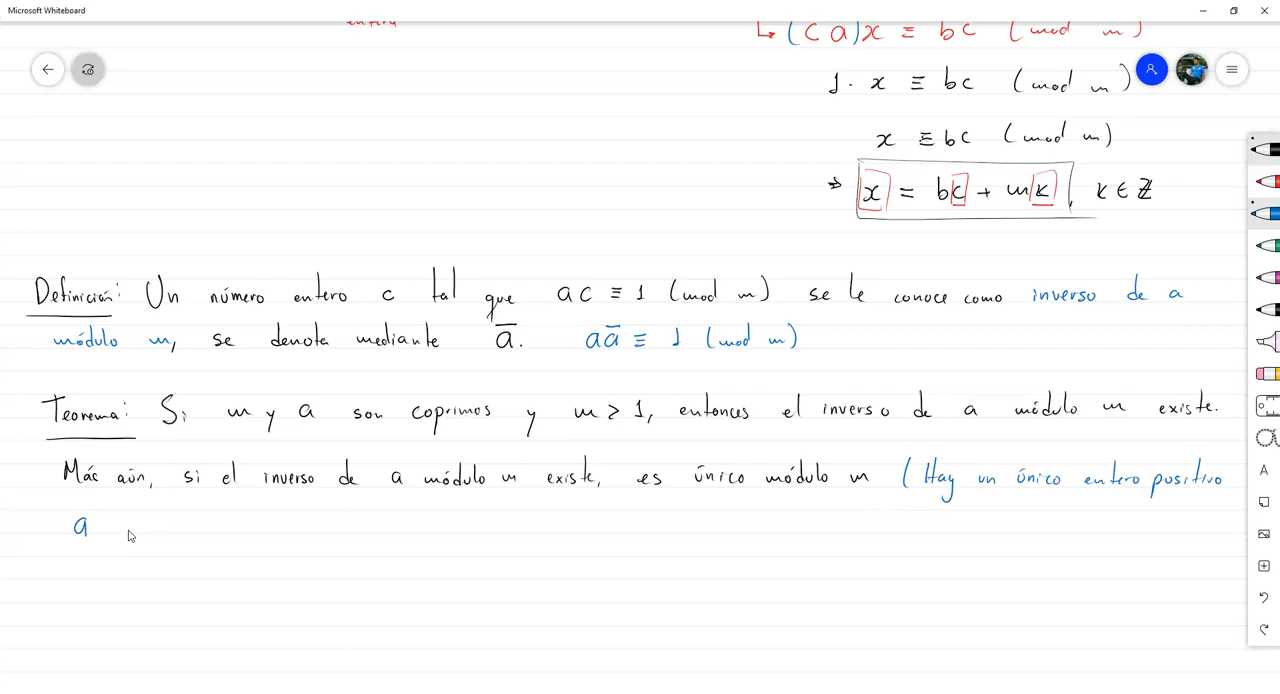 Microsoft Whiteboard
entera
↳ (c a)x ≡ bc (mod m)
1 · x ≡ bc (mod m)
x ≡ bc (mod m)
⇒ x = bc + mk, k ∈ ℤ
Definición: Un número entero c tal que ac ≡ 1 (mod m) se le conoce como inverso de a
módulo m, se denota mediante a̅. aa̅ ≡ 1 (mod m)
Teorema: Si m y a son coprimos y m > 1, entonces el inverso de a módulo m existe.
Más aún, si el inverso de a módulo m existe, es único módulo m (Hay un único entero positivo
a